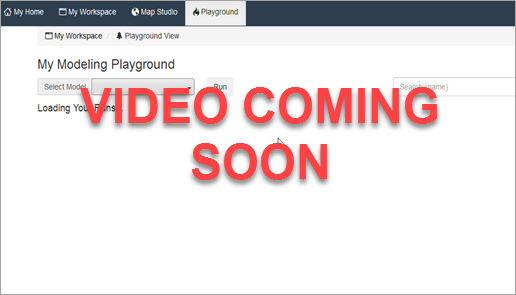 My Home My Workspace Map Studio Playground
My Workspace / Playground View
My Modeling Playground
Select Model Run Search (name)
Loading Your Runs...
VIDEO COMING
SOON